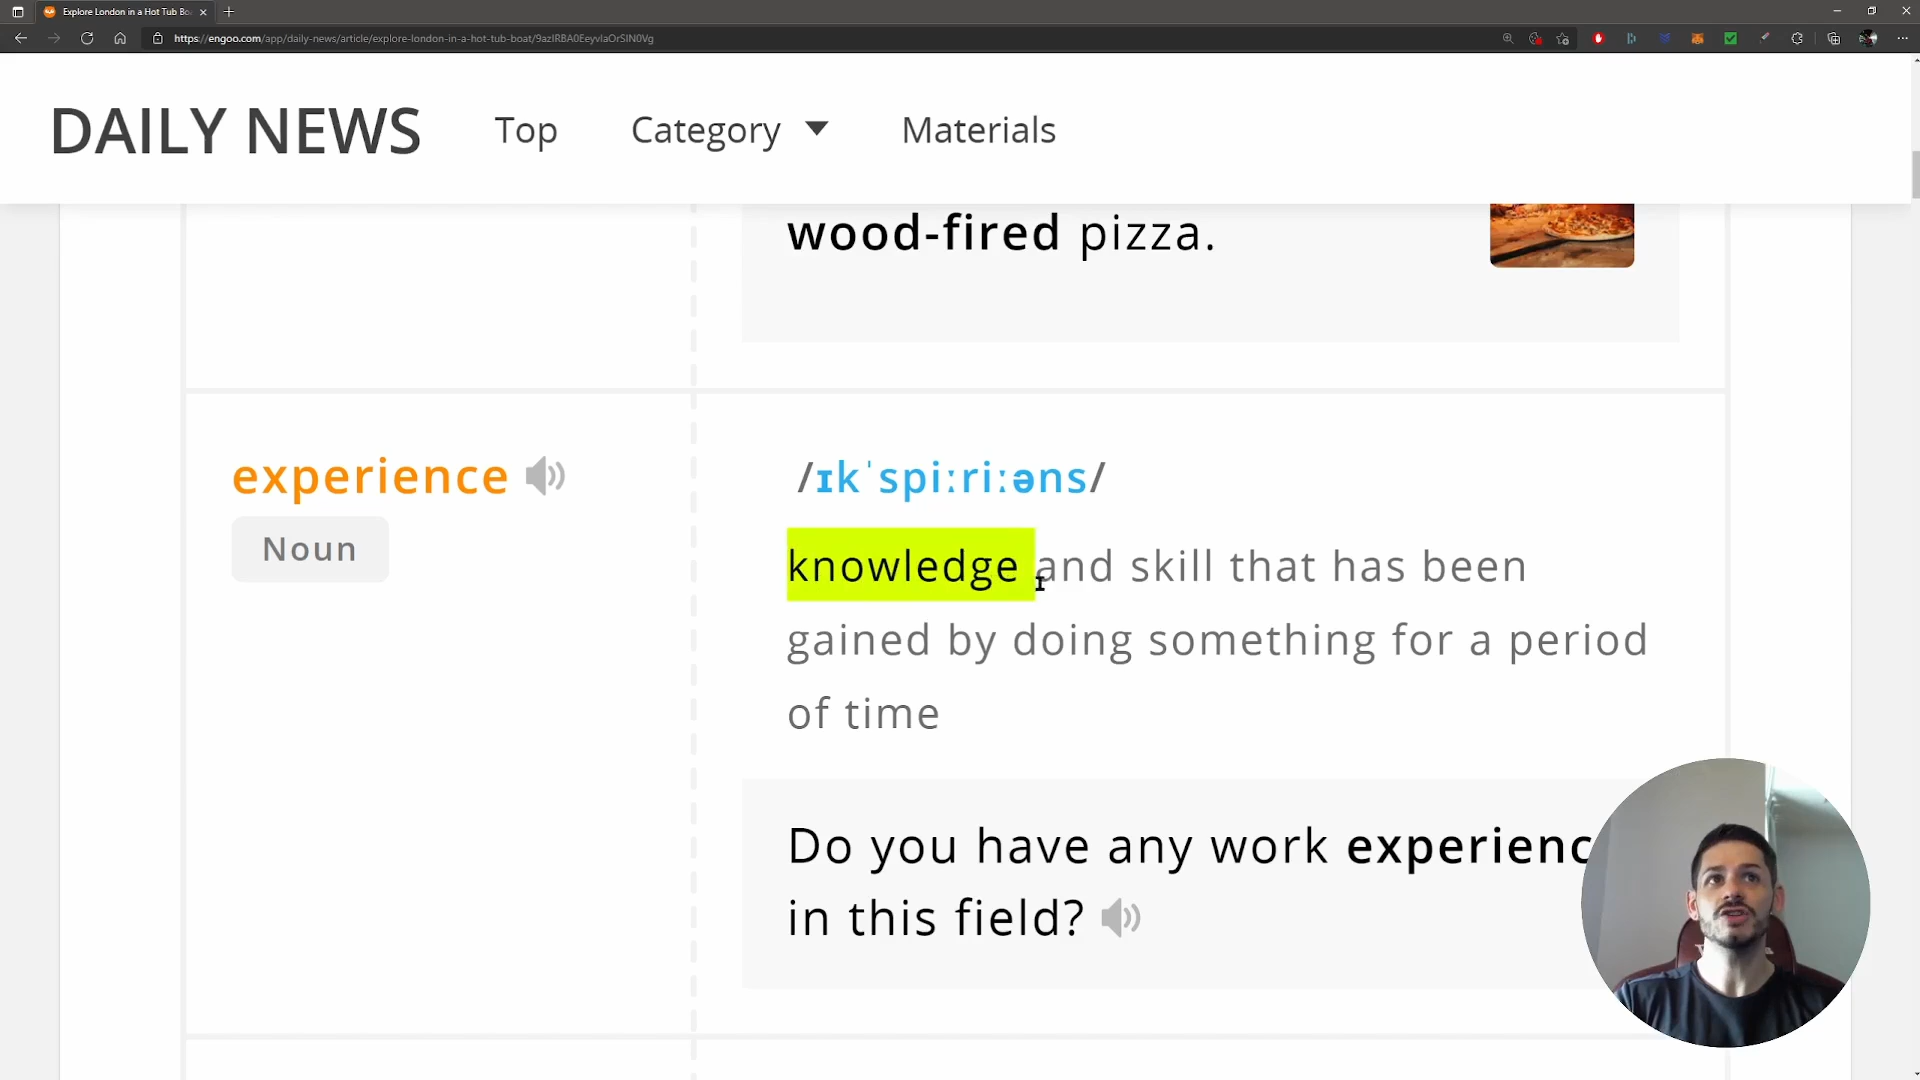 Explore London in a Hot Tub Bo
https://engoo.com/app/daily-news/article/explore-london-in-a-hot-tub-boat/9azIRBA0EeyvIaOrSIN0Vg
DAILY NEWS Top Category Materials
wood-fired pizza.
experience
/ɪkˈspiːriːəns/
Noun
knowledge and skill that has been
gained by doing something for a period
of time
Do you have any work experienc
in this field?